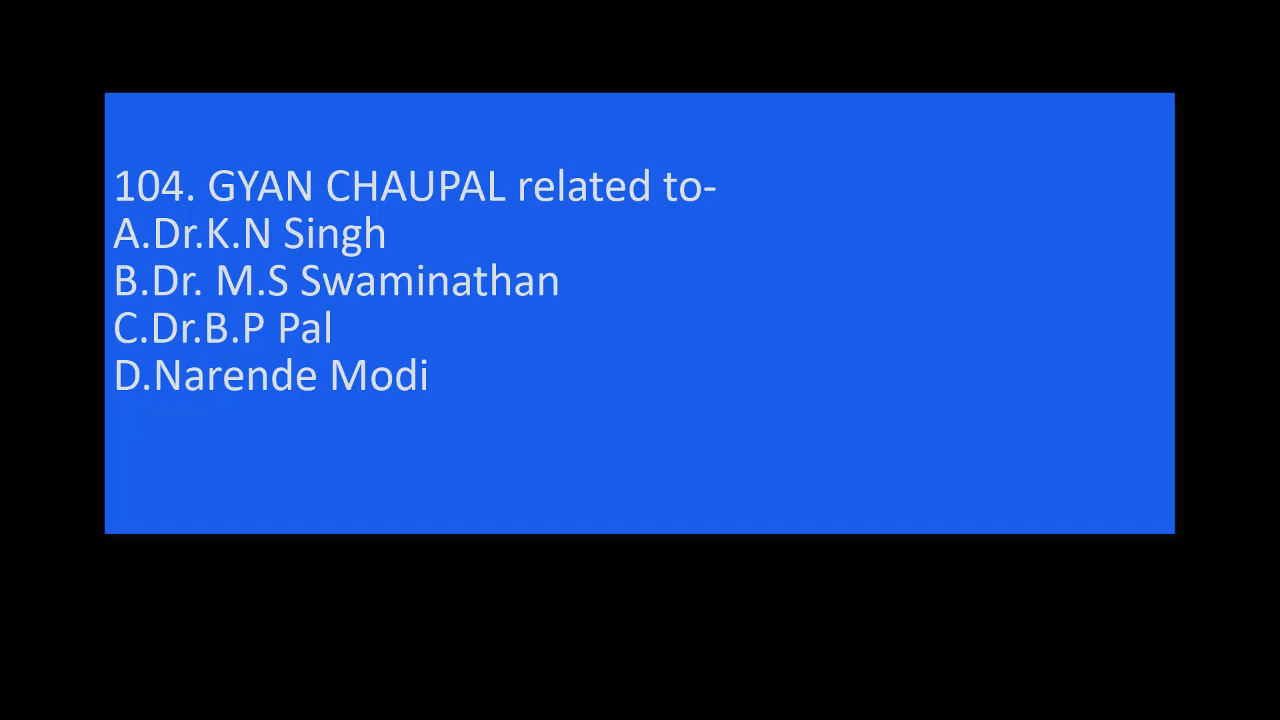 104. GYAN CHAUPAL related to-
A.Dr.K.N Singh
B.Dr. M.S Swaminathan
C.Dr.B.P Pal
D.Narende Modi